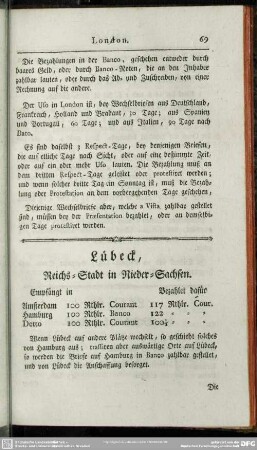 London. 69
Die Bezahlungen in der Banco, geschehen entweder durch
baares Geld, oder durch Banco-Noten, die an den Inhaber
zahlbar lauten, oder durch das Ab- und Zuschreiben, von einer
Rechnung auf die andere.
Der Uso in London ist, bey Wechselbriefen aus Deutschland,
Frankreich, Holland und Brabant, 30 Tage; aus Spanien
und Portugall, 60 Tage; und aus Italien, 90 Tage nach
Dato.
Es sind daselbst 3 Respect-Tage, bey denenjenigen Briefen,
die auf etliche Tage nach Sicht, oder auf eine bestimmte Zeit,
oder auf ein oder mehr Uso lauten. Die Bezahlung muß an
dem dritten Respect-Tage geleistet oder protestirt werden;
und wenn solcher dritte Tag ein Sonntag ist, muß die Bezah-
lung oder Protestation an dem vorhergehenden Tage geschehen.
Diejenige Wechselbriefe aber, welche a Vista, zahlbar gestellet
sind, müssen bey der Präsentation bezahlet, oder an demselbi-
gen Tage protestiret werden.
Lübeck,
Reichs-Stadt in Nieder-Sachsen.
Empfängt in Bezahlet dafür
Amsterdam 100 Rthlr. Courant 117 Rthlr. Cour.
Hamburg 100 Rthlr. Banco 122 " "
Detto 100 Rthlr. Courant " "
Wenn Lübeck auf andere Plätze wechselt, so geschieht solches
von Hamburg aus; trassiren aber auswärtige Orte auf Lübeck,
so werden die Briefe auf Hamburg in Banco zahlbar gestellet,
und von Lübeck die Anschaffung besorget.
Die